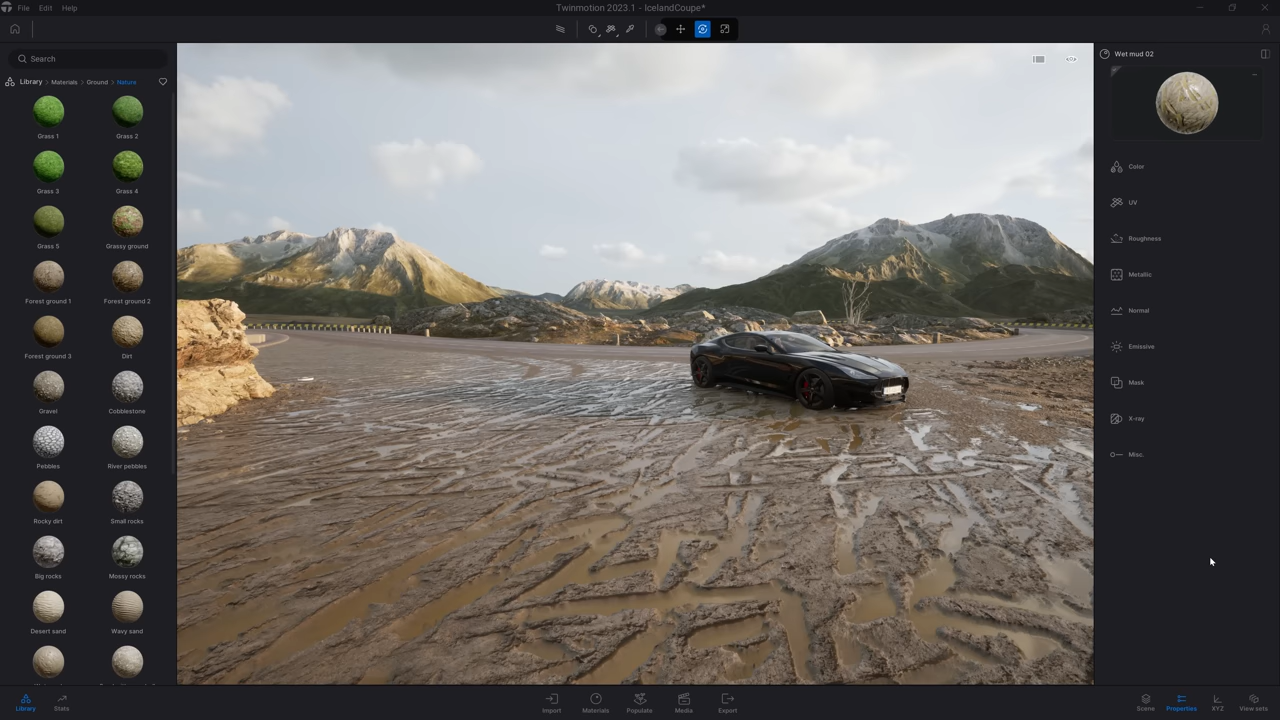 File Edit Help
Twinmotion 2023.1 - IcelandCoupe*
Search
Library > Materials > Ground > Nature
Grass 1
Grass 2
Grass 3
Grass 4
Grass 5
Grassy ground
Forest ground 1
Forest ground 2
Forest ground 3
Dirt
Gravel
Cobblestone
Pebbles
River pebbles
Rocky dirt
Small rocks
Big rocks
Mossy rocks
Desert sand
Wavy sand
Wet mud 02
Color
UV
Roughness
Metallic
Normal
Emissive
Mask
X-ray
Misc.
Library
Stats
Import
Materials
Populate
Media
Export
Scene
Properties
XYZ
View sets